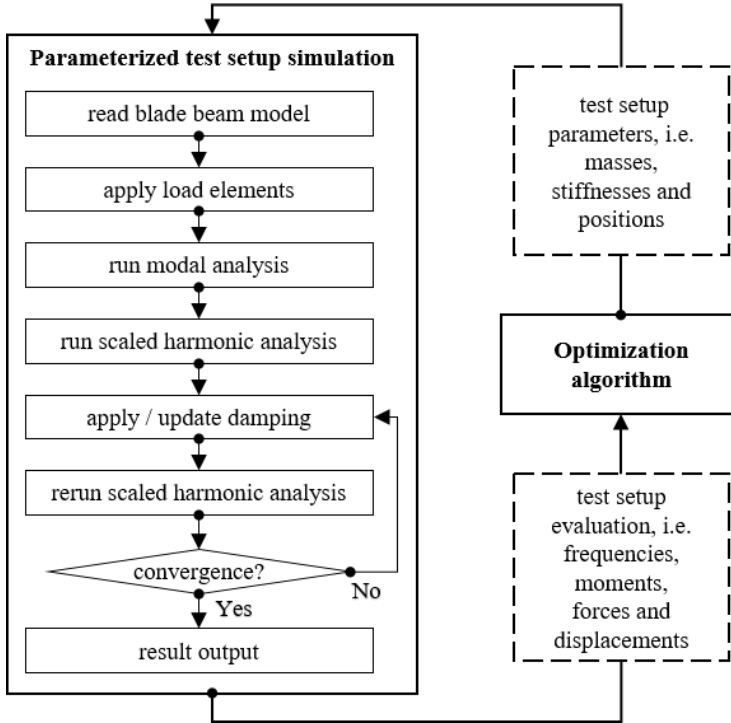 Parameterized test setup simulation
read blade beam model
apply load elements
run modal analysis
run scaled harmonic analysis
apply / update damping
rerun scaled harmonic analysis
convergence?
No
Yes
result output
test setup
parameters, i.e.
masses,
stiffnesses and
positions
Optimization
algorithm
test setup
evaluation, i.e.
frequencies,
moments,
forces and
displacements